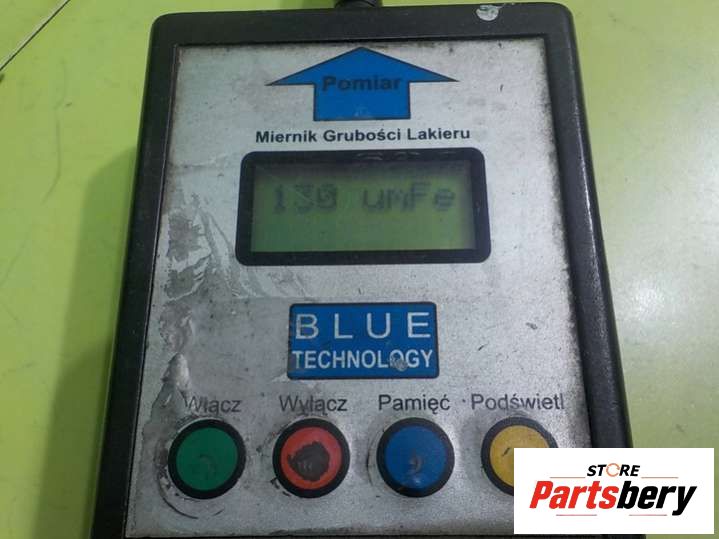 Pomiar
Miernik Grubości Lakieru
130 umFe
BLUE
TECHNOLOGY
Włącz Wyłącz Pamięć Podświetl
STORE
Partsbery